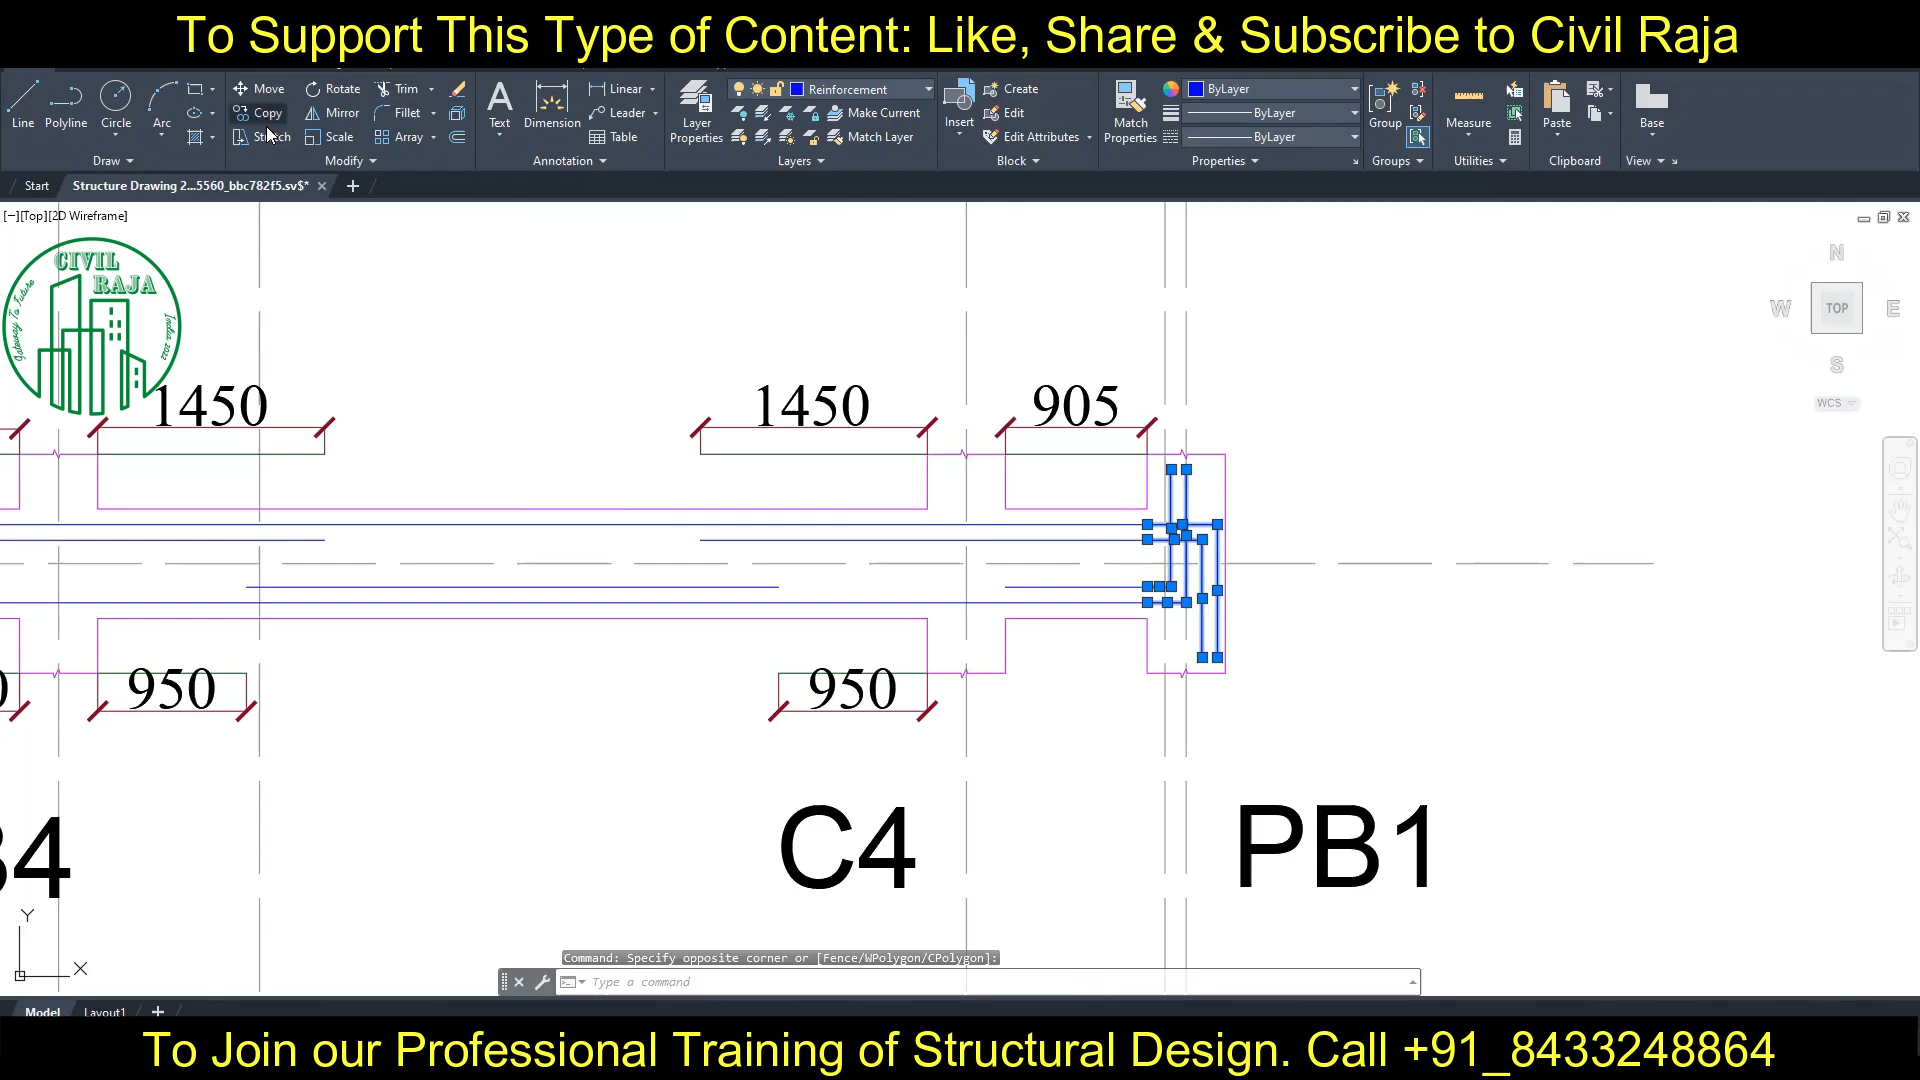 To Support This Type of Content: Like, Share & Subscribe to Civil Raja
Line Polyline Circle Arc
Move Rotate Trim
Copy Mirror Fillet
Stretch Scale Array
Text Dimension
Linear
Leader
Table
Layer Properties
Reinforcement
Make Current
Match Layer
Insert
Create
Edit
Edit Attributes
Match Properties
ByLayer
ByLayer
ByLayer
Group
Measure
Paste
Base
Draw Modify Annotation Layers Block Properties Groups Utilities Clipboard View
Start Structure Drawing 2...5560_bbc782f5.sv$*
[−][Top][2D Wireframe]
CIVIL
RAJA
Gateway To Future
India 2022
N
W TOP E
S
WCS
1450 1450 905
950 950
C4 PB1
Y
X
Command: Specify opposite corner or [Fence/WPolygon/CPolygon]:
Type a command
Model Layout1
To Join our Professional Training of Structural Design. Call +91_8433248864